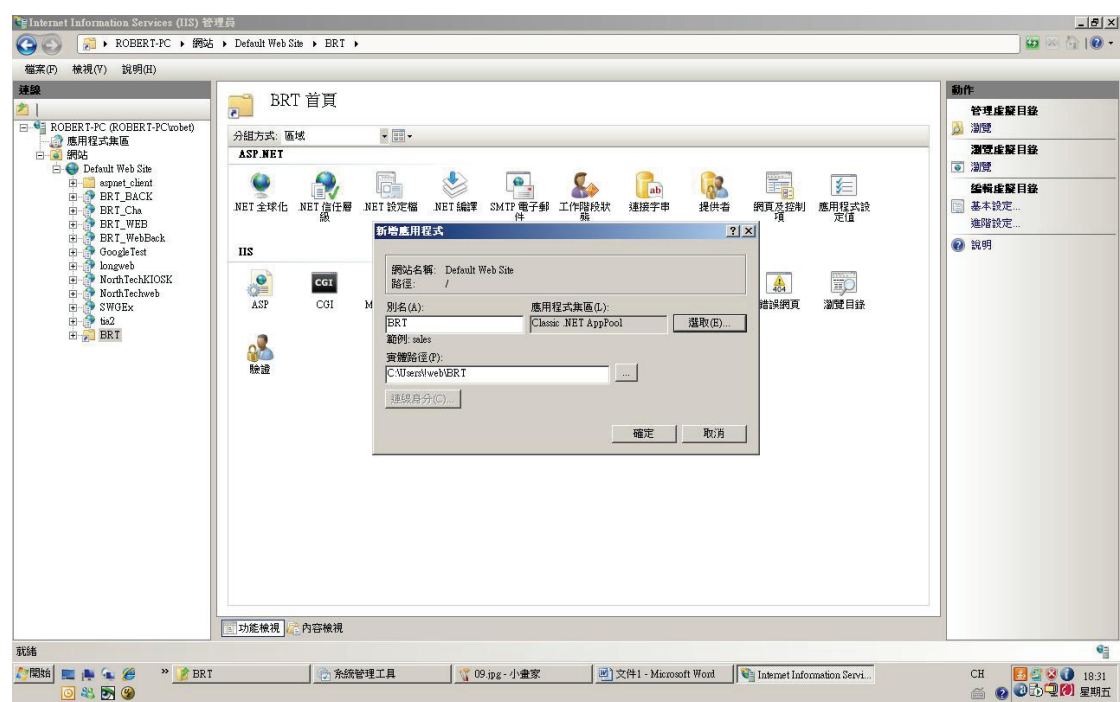 Internet Information Services (IIS) 管理員
ROBERT-PC ▸ 網站 ▸ Default Web Site ▸ BRT ▸
檔案(F) 檢視(V) 說明(H)
連線
ROBERT-PC (ROBERT-PC\robet)
應用程式集區
網站
Default Web Site
aspnet_client
BRT_BACK
BRT_Cha
BRT_WEB
BRT_WebBack
GoogleTest
longweb
NorthTechKIOSK
NorthTechweb
SWGEx
tia2
BRT
BRT 首頁
分組方式: 區域
ASP.NET
.NET 全球化
.NET 信任層級
.NET 設定檔
.NET 編譯
SMTP 電子郵件
工作階段狀態
連接字串
提供者
網頁及控制項
應用程式設定值
IIS
ASP
CGI
CGI
M
404
錯誤網頁
瀏覽目錄
驗證
新增應用程式
網站名稱: Default Web Site
路徑: /
別名(A): 應用程式集區(L):
BRT Classic .NET AppPool 選取(E)...
範例: sales
實體路徑(P):
C:\Users\web\BRT ...
連線身分(C)...
確定 取消
功能檢視 內容檢視
動作
管理虛擬目錄
瀏覽
瀏覽虛擬目錄
瀏覽
編輯虛擬目錄
基本設定...
進階設定...
說明
就緒
開始 » BRT 系統管理工具 09.jpg - 小畫家 文件1 - Microsoft Word Internet Information Servi... CH 18:31
星期五